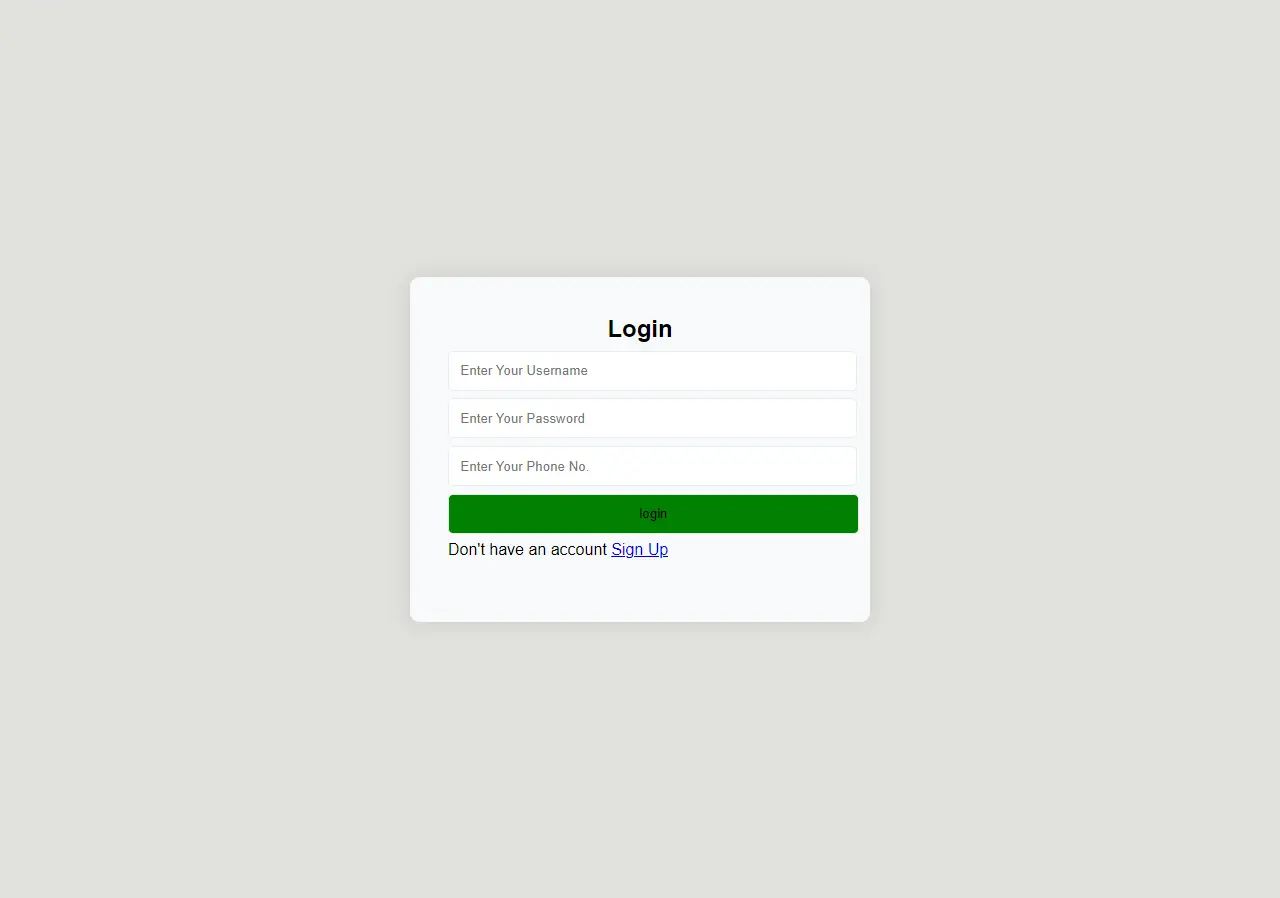 Login
Enter Your Username
Enter Your Password
Enter Your Phone No.
login
Don't have an account Sign Up